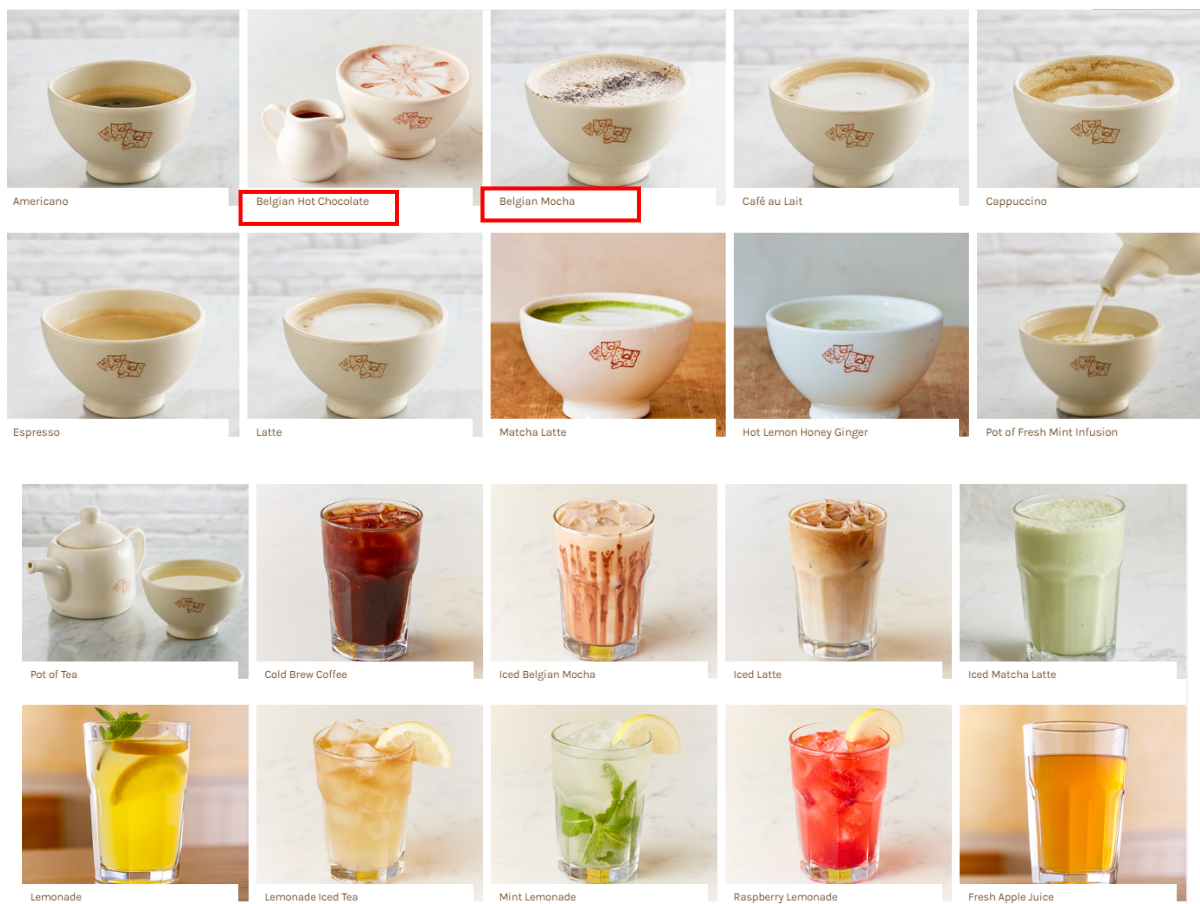 Americano
Belgian Hot Chocolate
Belgian Mocha
Café au Lait
Cappuccino
Espresso
Latte
Matcha Latte
Hot Lemon Honey Ginger
Pot of Fresh Mint Infusion
Pot of Tea
Cold Brew Coffee
Iced Belgian Mocha
Iced Latte
Iced Matcha Latte
Lemonade
Lemonade Iced Tea
Mint Lemonade
Raspberry Lemonade
Fresh Apple Juice